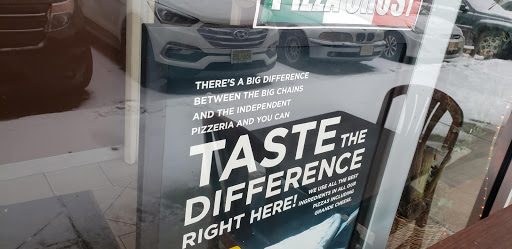 PIZZA CRUST
THERE'S A BIG DIFFERENCE
BETWEEN THE BIG CHAINS
AND THE INDEPENDENT
PIZZERIA AND YOU CAN
TASTE THE
DIFFERENCE
RIGHT HERE!
WE USE ALL THE BEST
INGREDIENTS IN ALL OUR
PIZZAS INCLUDING
GRANDE CHEESE.